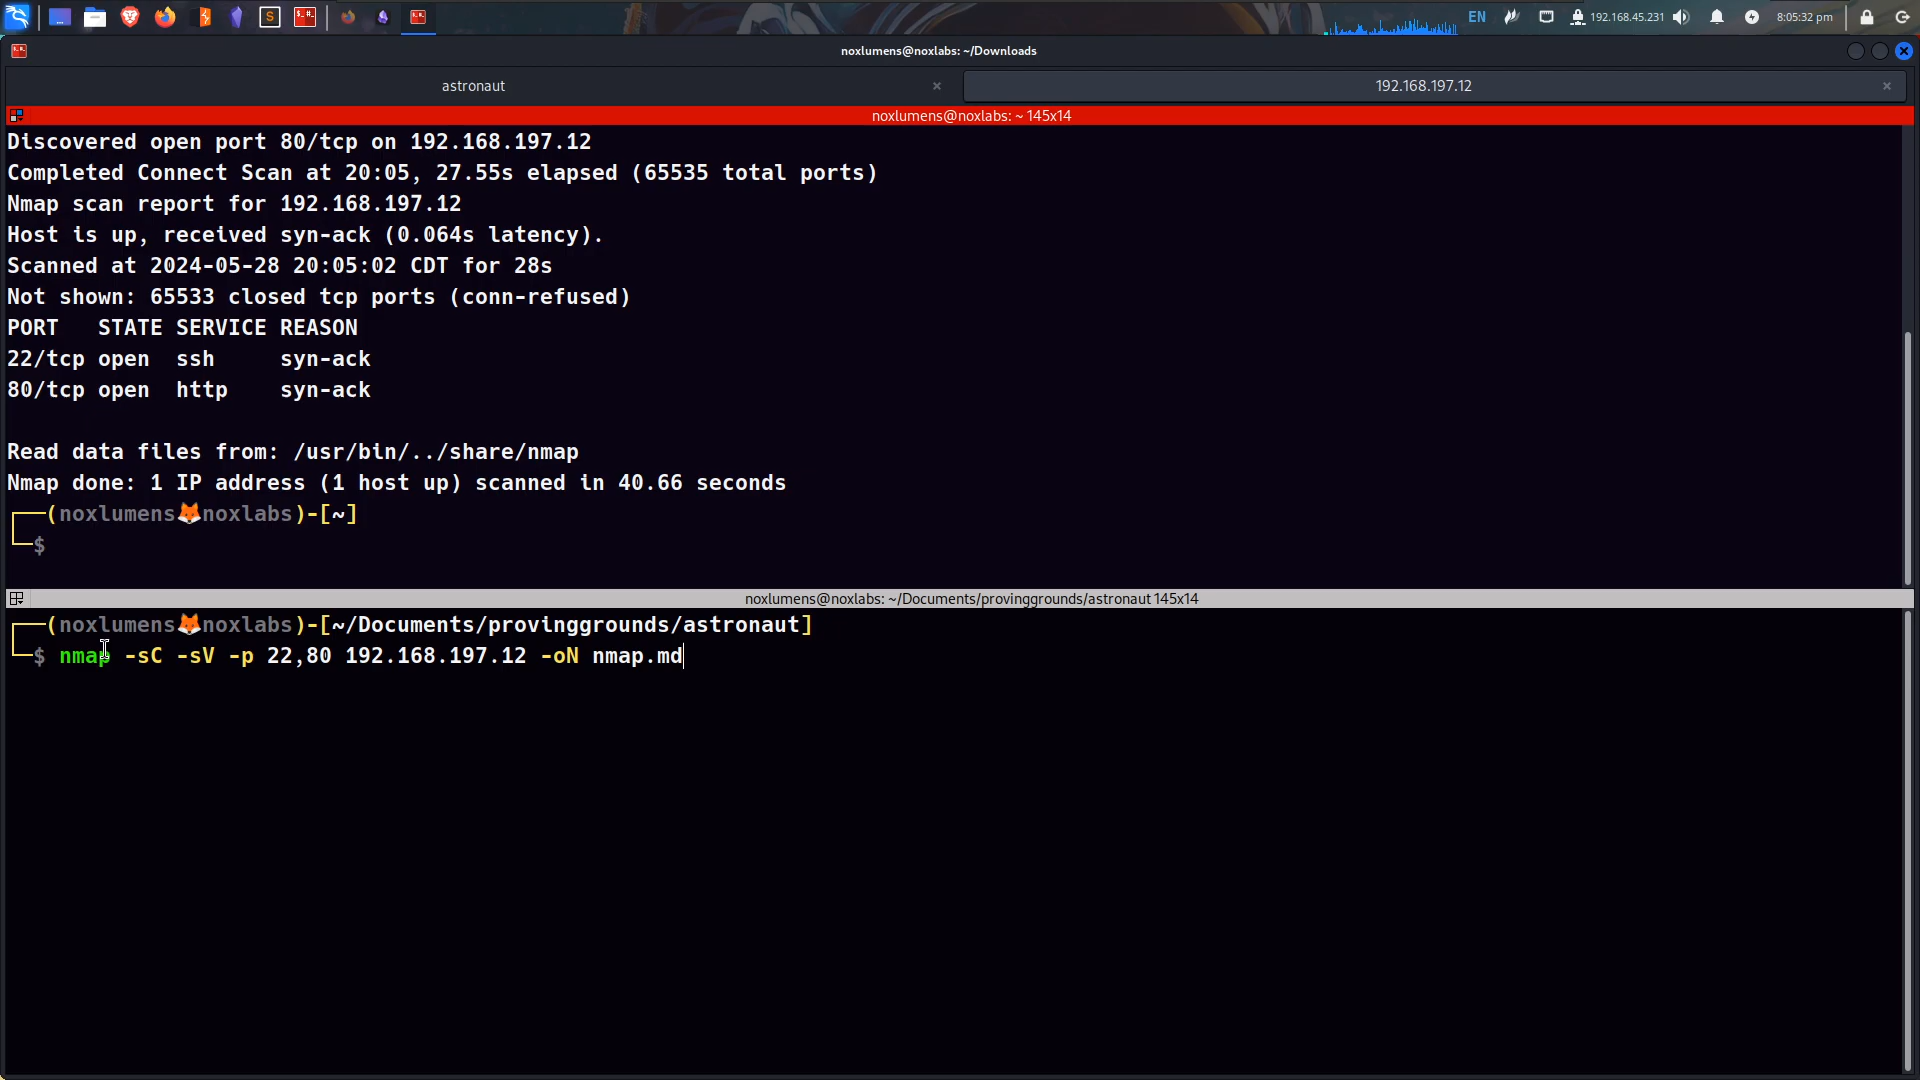 EN 192.168.45.231 8:05:32 pm
noxlumens@noxlabs: ~/Downloads
astronaut × 192.168.197.12 ×
noxlumens@noxlabs: ~ 145x14
Discovered open port 80/tcp on 192.168.197.12
Completed Connect Scan at 20:05, 27.55s elapsed (65535 total ports)
Nmap scan report for 192.168.197.12
Host is up, received syn-ack (0.064s latency).
Scanned at 2024-05-28 20:05:02 CDT for 28s
Not shown: 65533 closed tcp ports (conn-refused)
PORT   STATE SERVICE REASON
22/tcp open  ssh     syn-ack
80/tcp open  http    syn-ack
Read data files from: /usr/bin/../share/nmap
Nmap done: 1 IP address (1 host up) scanned in 40.66 seconds
┌──(noxlumens🦊noxlabs)-[~]
└─$
noxlumens@noxlabs: ~/Documents/provinggrounds/astronaut 145x14
┌──(noxlumens🦊noxlabs)-[~/Documents/provinggrounds/astronaut]
└─$ nmap -sC -sV -p 22,80 192.168.197.12 -oN nmap.md